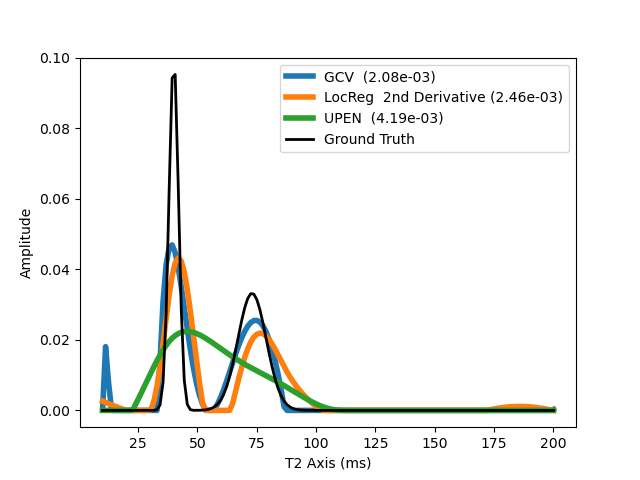 GCV  (2.08e-03)
LocReg  2nd Derivative (2.46e-03)
UPEN  (4.19e-03)
Ground Truth
0.10
0.08
0.06
0.04
0.02
0.00
Amplitude
25 50 75 100 125 150 175 200
T2 Axis (ms)